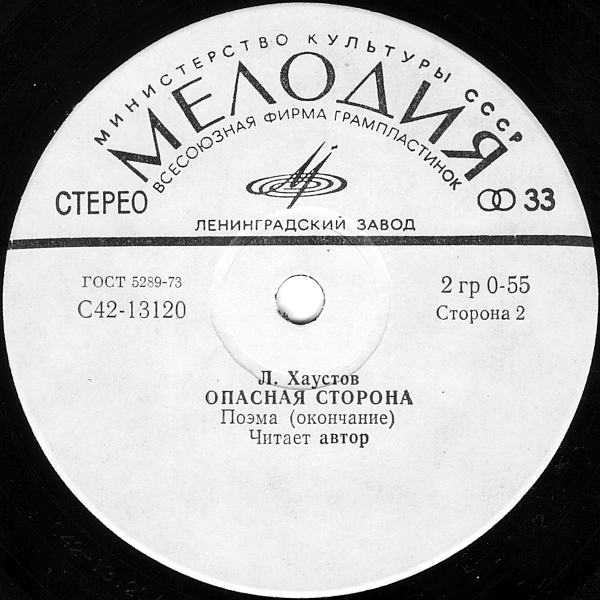 МИНИСТЕРСТВО КУЛЬТУРЫ СССР
МЕЛОДИЯ
ВСЕСОЮЗНАЯ ФИРМА ГРАМПЛАСТИНОК
СТЕРЕО
33
ЛЕНИНГРАДСКИЙ ЗАВОД
ГОСТ 5289-73
2 гр 0-55
С42-13120
Сторона 2
Л. Хаустов
ОПАСНАЯ СТОРОНА
Поэма (окончание)
Читает автор